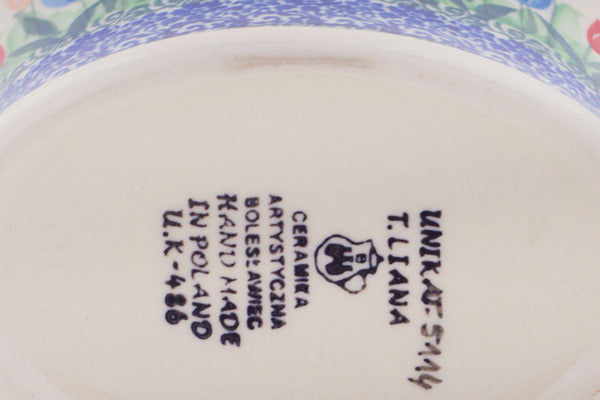 UNIKAT 5114
T.LIANA
CERAMIKA
ARTYSTYCZNA
BOLESŁAWIEC
HAND MADE
IN POLAND
U.K-486